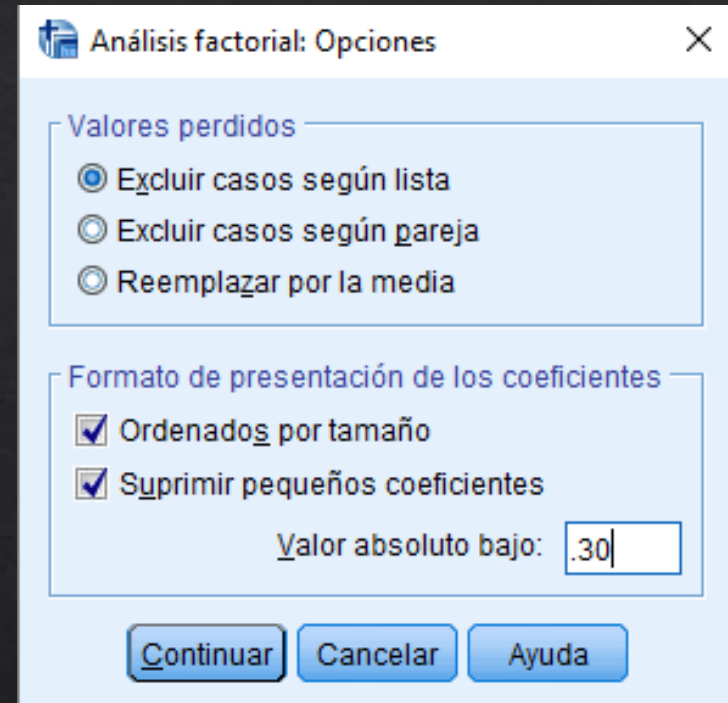 Análisis factorial: Opciones
Valores perdidos
Excluir casos según lista
Excluir casos según pareja
Reemplazar por la media
Formato de presentación de los coeficientes
Ordenados por tamaño
Suprimir pequeños coeficientes
Valor absoluto bajo: .30
Continuar Cancelar Ayuda